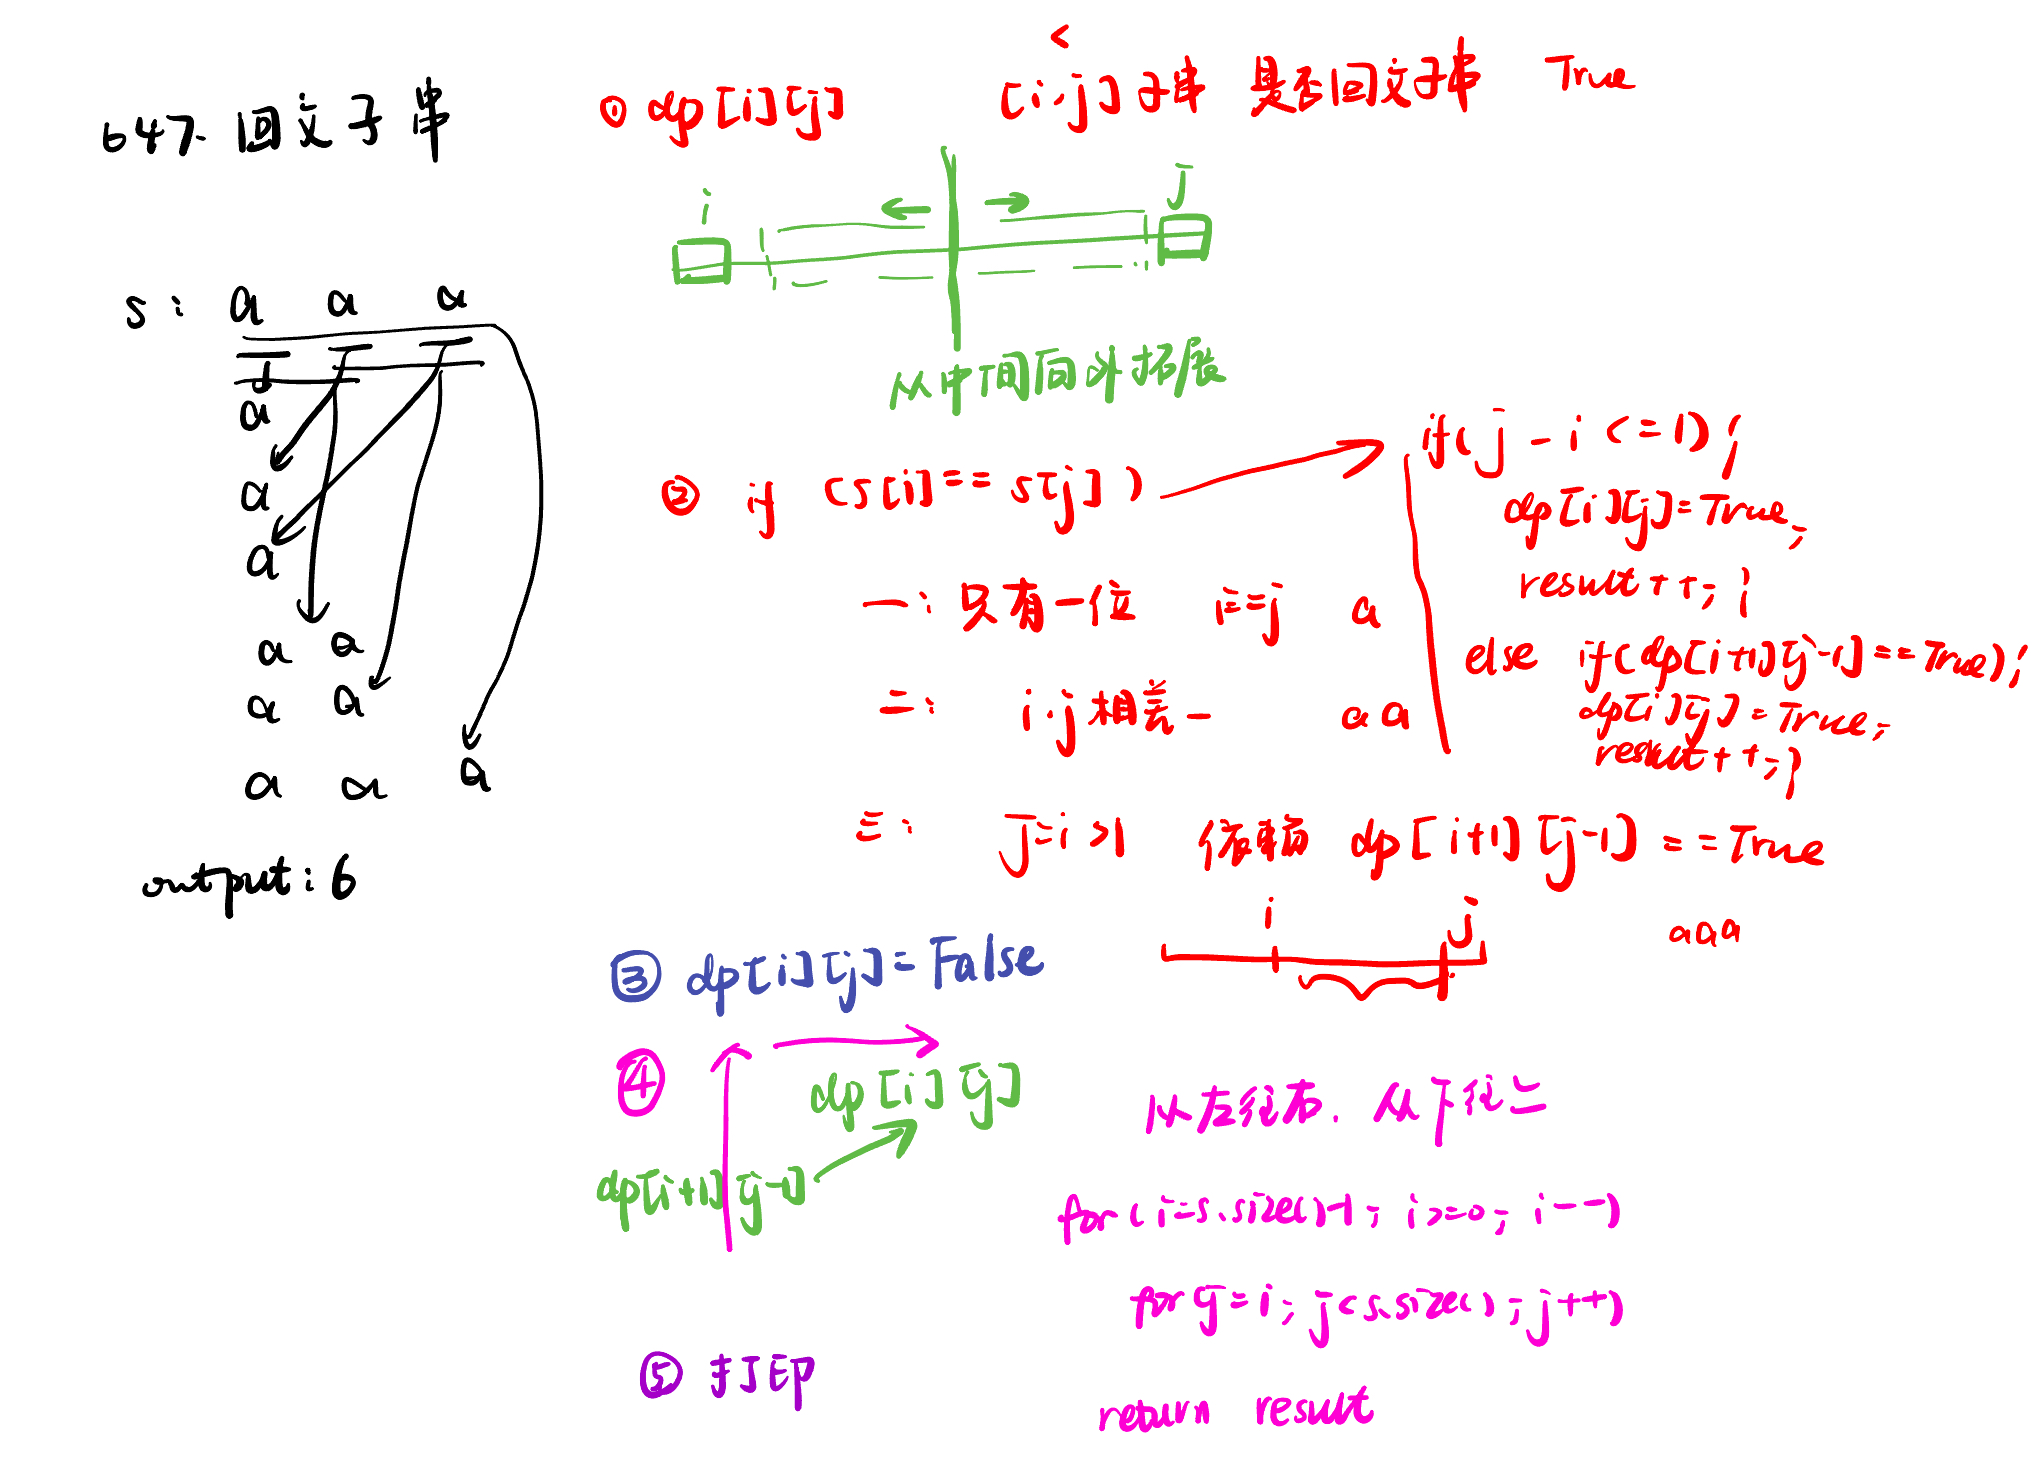 647. 回文子串
s: a a a
a
a
a
a a
a a
a a a
output: 6
① dp[i][j] [i,j]子串 是否回文子串 True
<
i j
从中间向外拓展
② if (s[i]==s[j])
一: 只有一位 i==j a
二: i,j相差一 aa
三: j=i>1 依赖 dp[i+1][j-1]==True
i j
aaa
if(j-i<=1){
dp[i][j]=True;
result++;}
else if(dp[i+1][j-1]==True){
dp[i][j]=True;
result++;}
③ dp[i][j]=False
④ dp[i][j]
dp[i+1][j-1]
从左往右. 从下往上
for(i=s.size()-1; i>=0; i--)
for(j=i; j<s.size(); j++)
return result
⑤ 打印